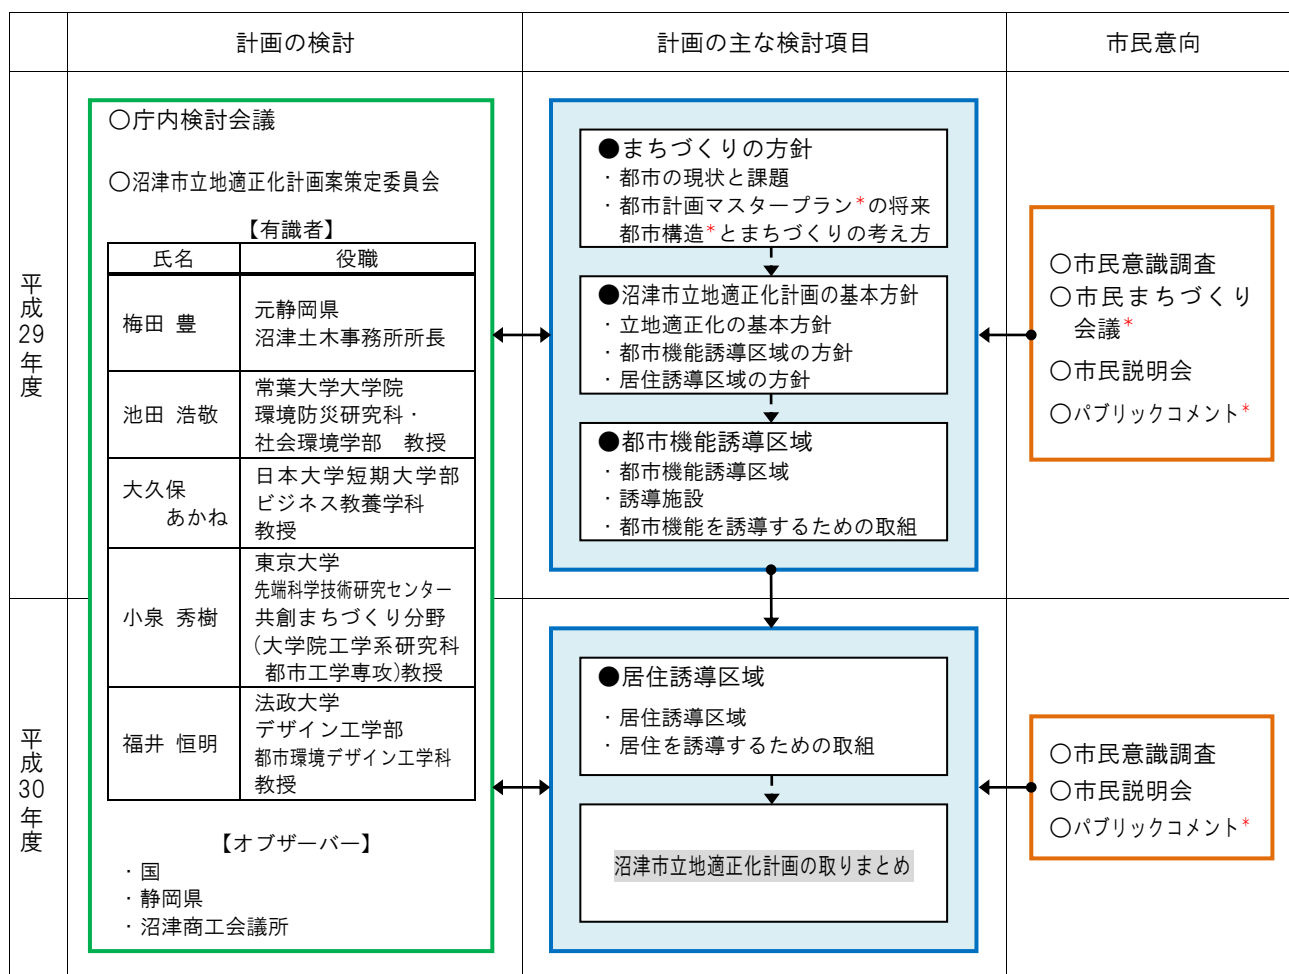 計画の検討
計画の主な検討項目
市民意向
平成29年度
○庁内検討会議
○沼津市立地適正化計画案策定委員会
【有識者】
氏名 役職
梅田 豊
元静岡県
沼津土木事務所所長
池田 浩敬
常葉大学大学院
環境防災研究科・
社会環境学部 教授
大久保
あかね
日本大学短期大学部
ビジネス教養学科
教授
小泉 秀樹
東京大学
先端科学技術研究センター
共創まちづくり分野
(大学院工学系研究科
都市工学専攻)教授
福井 恒明
法政大学
デザイン工学部
都市環境デザイン工学科
教授
【オブザーバー】
・国
・静岡県
・沼津商工会議所
●まちづくりの方針
・都市の現状と課題
・都市計画マスタープラン*の将来
都市構造*とまちづくりの考え方
●沼津市立地適正化計画の基本方針
・立地適正化の基本方針
・都市機能誘導区域の方針
・居住誘導区域の方針
●都市機能誘導区域
・都市機能誘導区域
・誘導施設
・都市機能を誘導するための取組
○市民意識調査
○市民まちづくり
会議*
○市民説明会
○パブリックコメント*
平成30年度
●居住誘導区域
・居住誘導区域
・居住を誘導するための取組
沼津市立地適正化計画の取りまとめ
○市民意識調査
○市民説明会
○パブリックコメント*